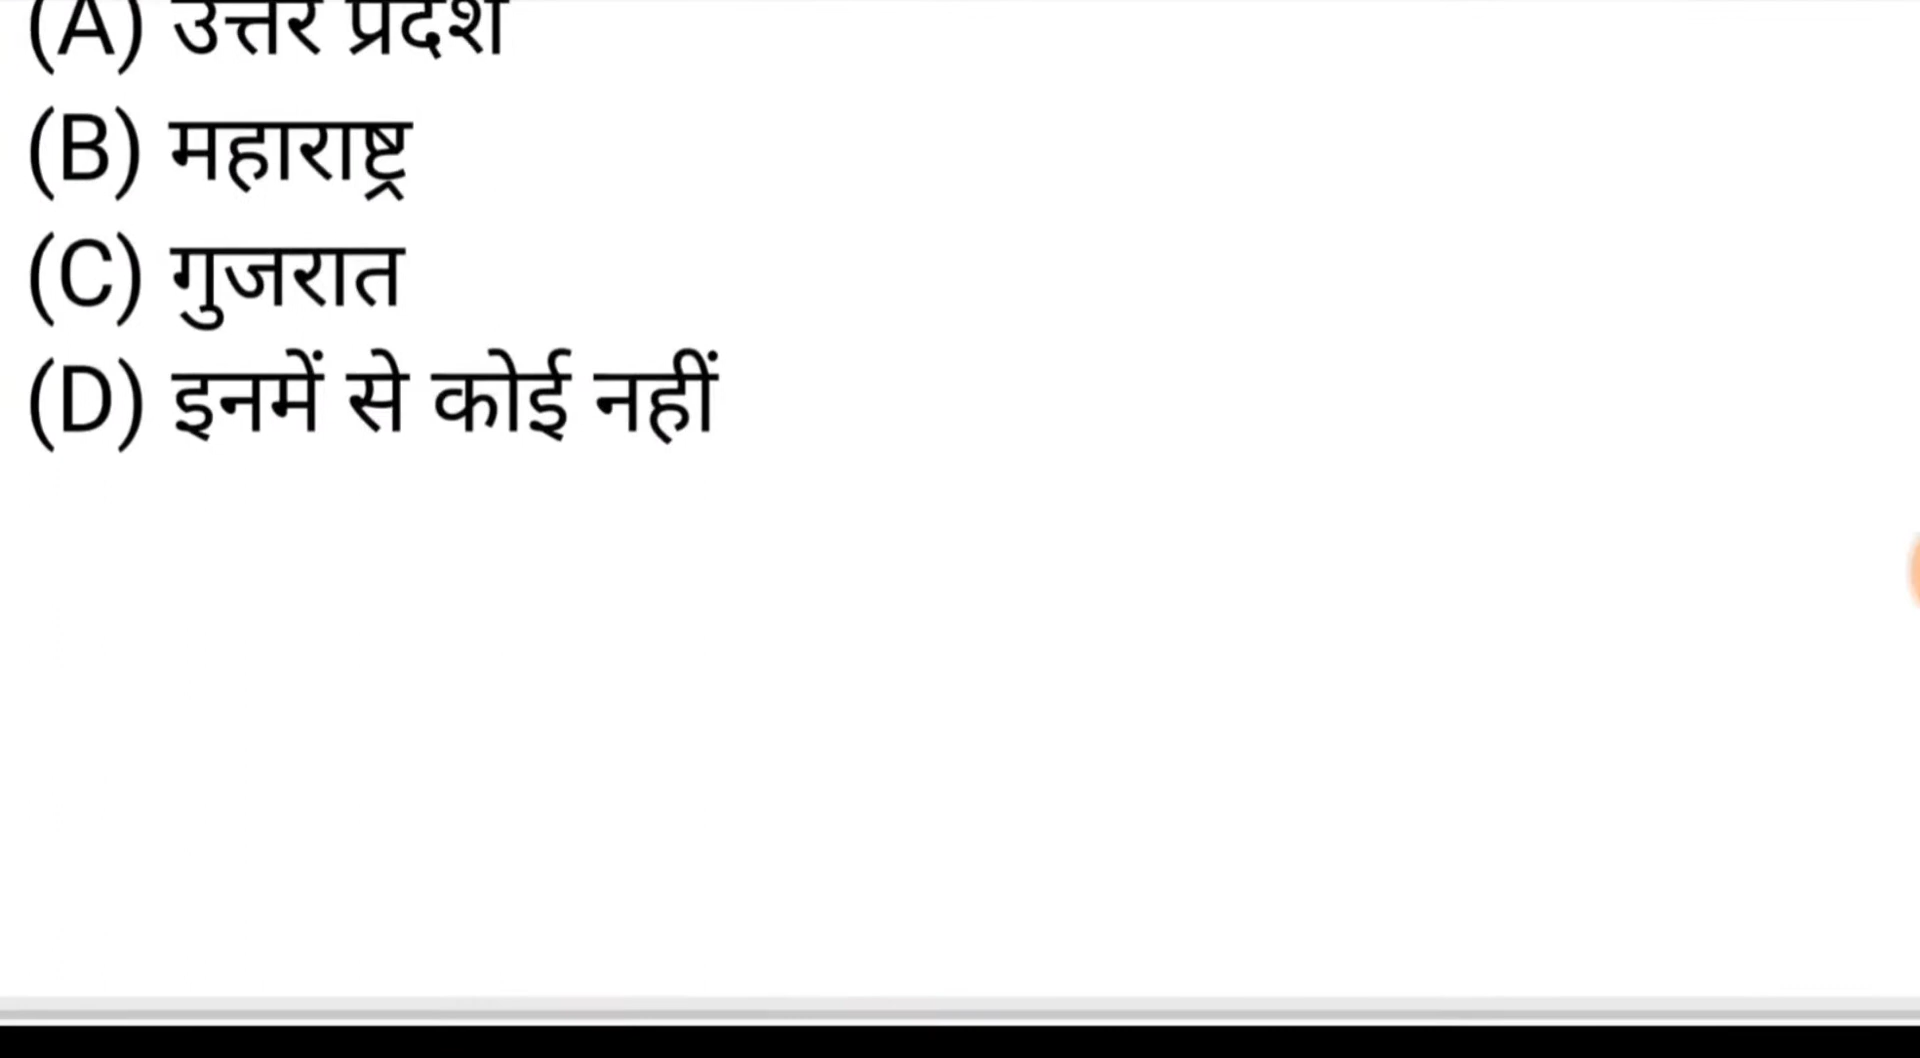 (A) उत्तर प्रदेश
(B) महाराष्ट्र
(C) गुजरात
(D) इनमें से कोई नहीं